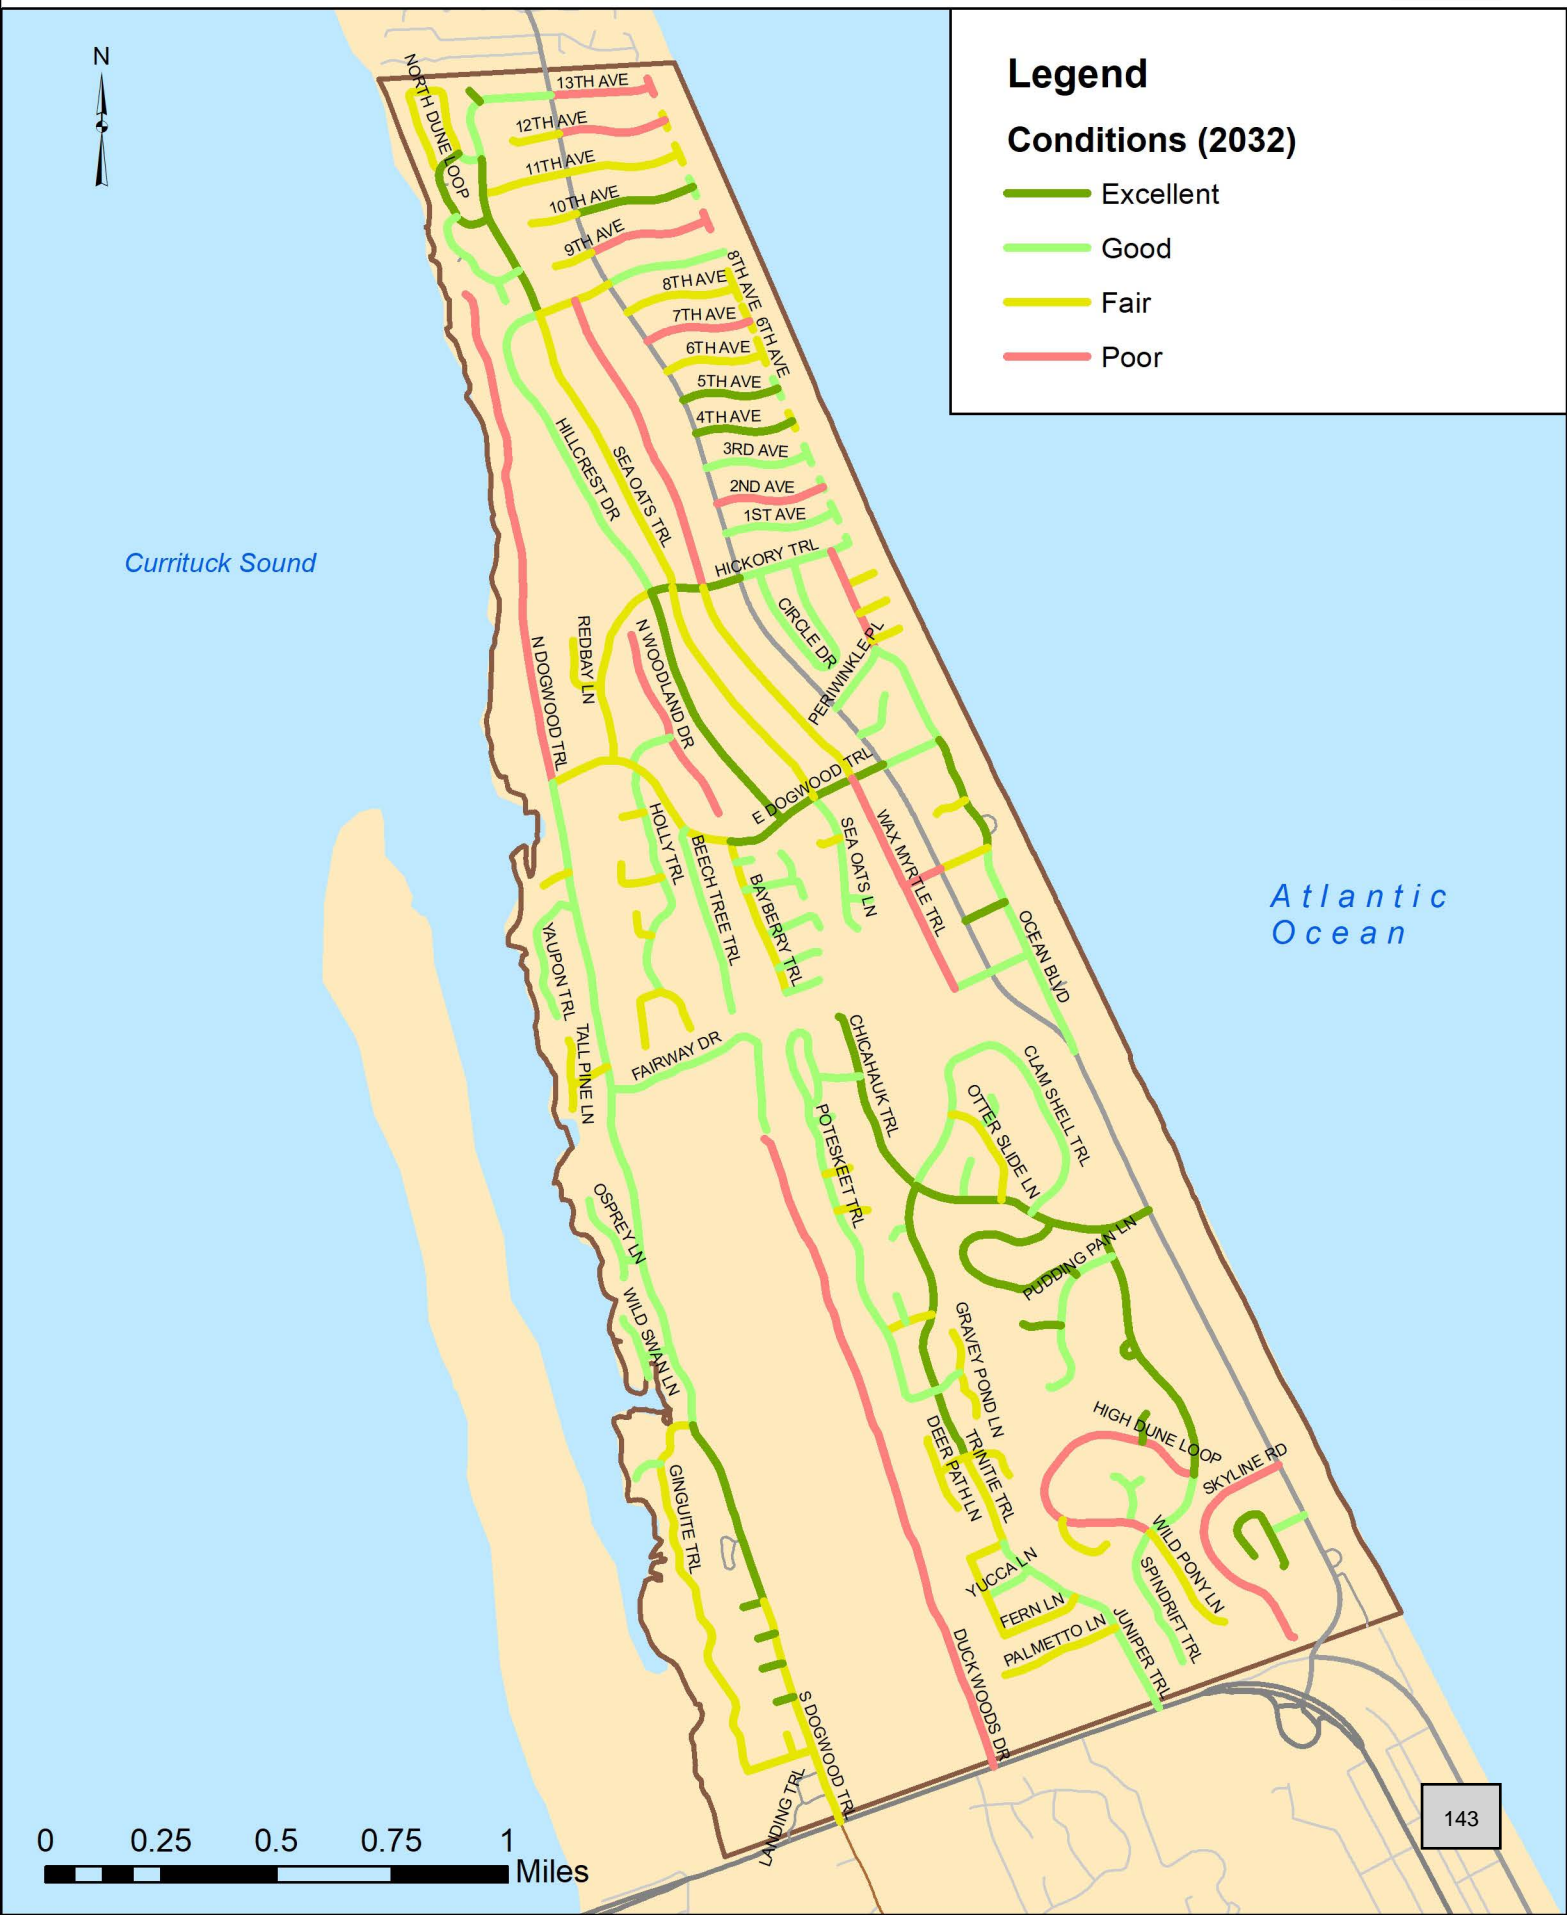 N
Legend
Conditions (2032)
Excellent
Good
Fair
Poor
NORTH DUNE LOOP
13TH AVE
12TH AVE
11TH AVE
10TH AVE
9TH AVE
8TH AVE
8TH AVE
7TH AVE
6TH AVE
6TH AVE
5TH AVE
4TH AVE
3RD AVE
2ND AVE
1ST AVE
HILLCREST DR
SEA OATS TRL
HICKORY TRL
Currituck Sound
CIRCLE DR
PERIWINKLE PL
REDBAY LN
N WOODLAND DR
N DOGWOOD TRL
E DOGWOOD TRL
HOLLY TRL
BEECH TREE TRL
BAYBERRY TRL
SEA OATS LN
WAX MYRTLE TRL
OCEAN BLVD
Atlantic
Ocean
YAUPON TRL
TALL PINE LN
FAIRWAY DR
CHICAHAUK TRL
CLAM SHELL TRL
OTTER SLIDE LN
POTESKEET TRL
OSPREY LN
PUDDING PAN LN
WILD SWAN LN
GRAVEY POND LN
HIGH DUNE LOOP
SKYLINE RD
DEER PATH LN
TRINITIE TRL
GINGUITE TRL
WILD PONY LN
SPINDRIFT TRL
YUCCA LN
FERN LN
PALMETTO LN
JUNIPER TRL
DUCK WOODS DR
S DOGWOOD TRL
LANDING TRL
143
0 0.25 0.5 0.75 1
Miles